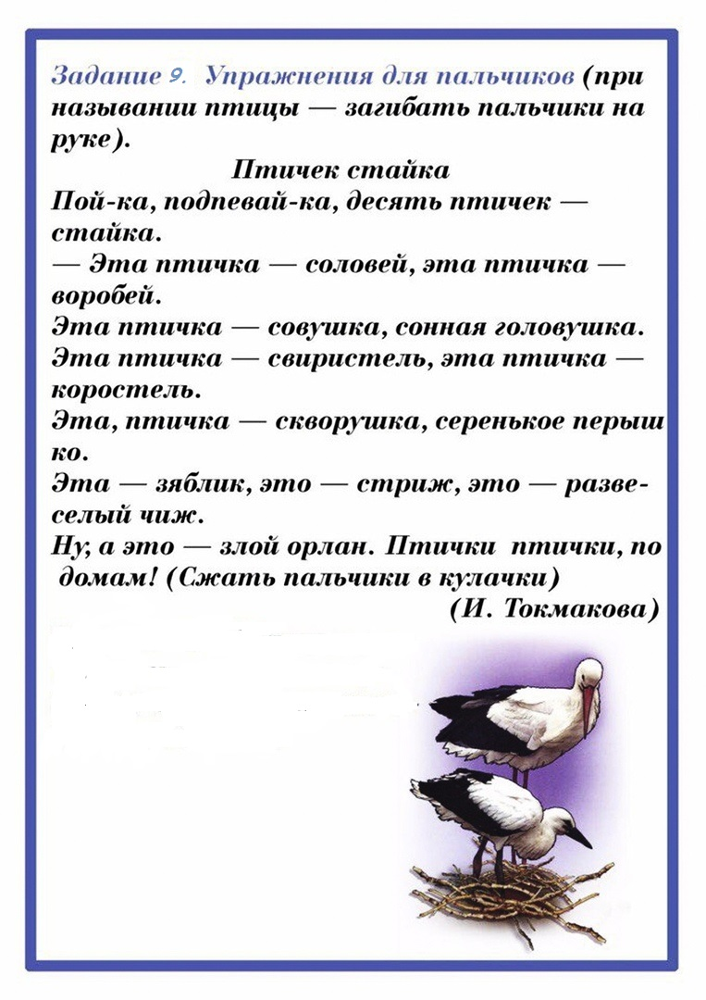 Задание 9. Упражнения для пальчиков (при
назывании птицы — загибать пальчики на
руке).
Птичек стайка
Пой-ка, подпевай-ка, десять птичек —
стайка.
— Эта птичка — соловей, эта птичка —
воробей.
Эта птичка — совушка, сонная головушка.
Эта птичка — свиристель, эта птичка —
коростель.
Эта, птичка — скворушка, серенькое перыш
ко.
Эта — зяблик, это — стриж, это — разве-
селый чиж.
Ну, а это — злой орлан. Птички птички, по
домам! (Сжать пальчики в кулачки)
(И. Токмакова)